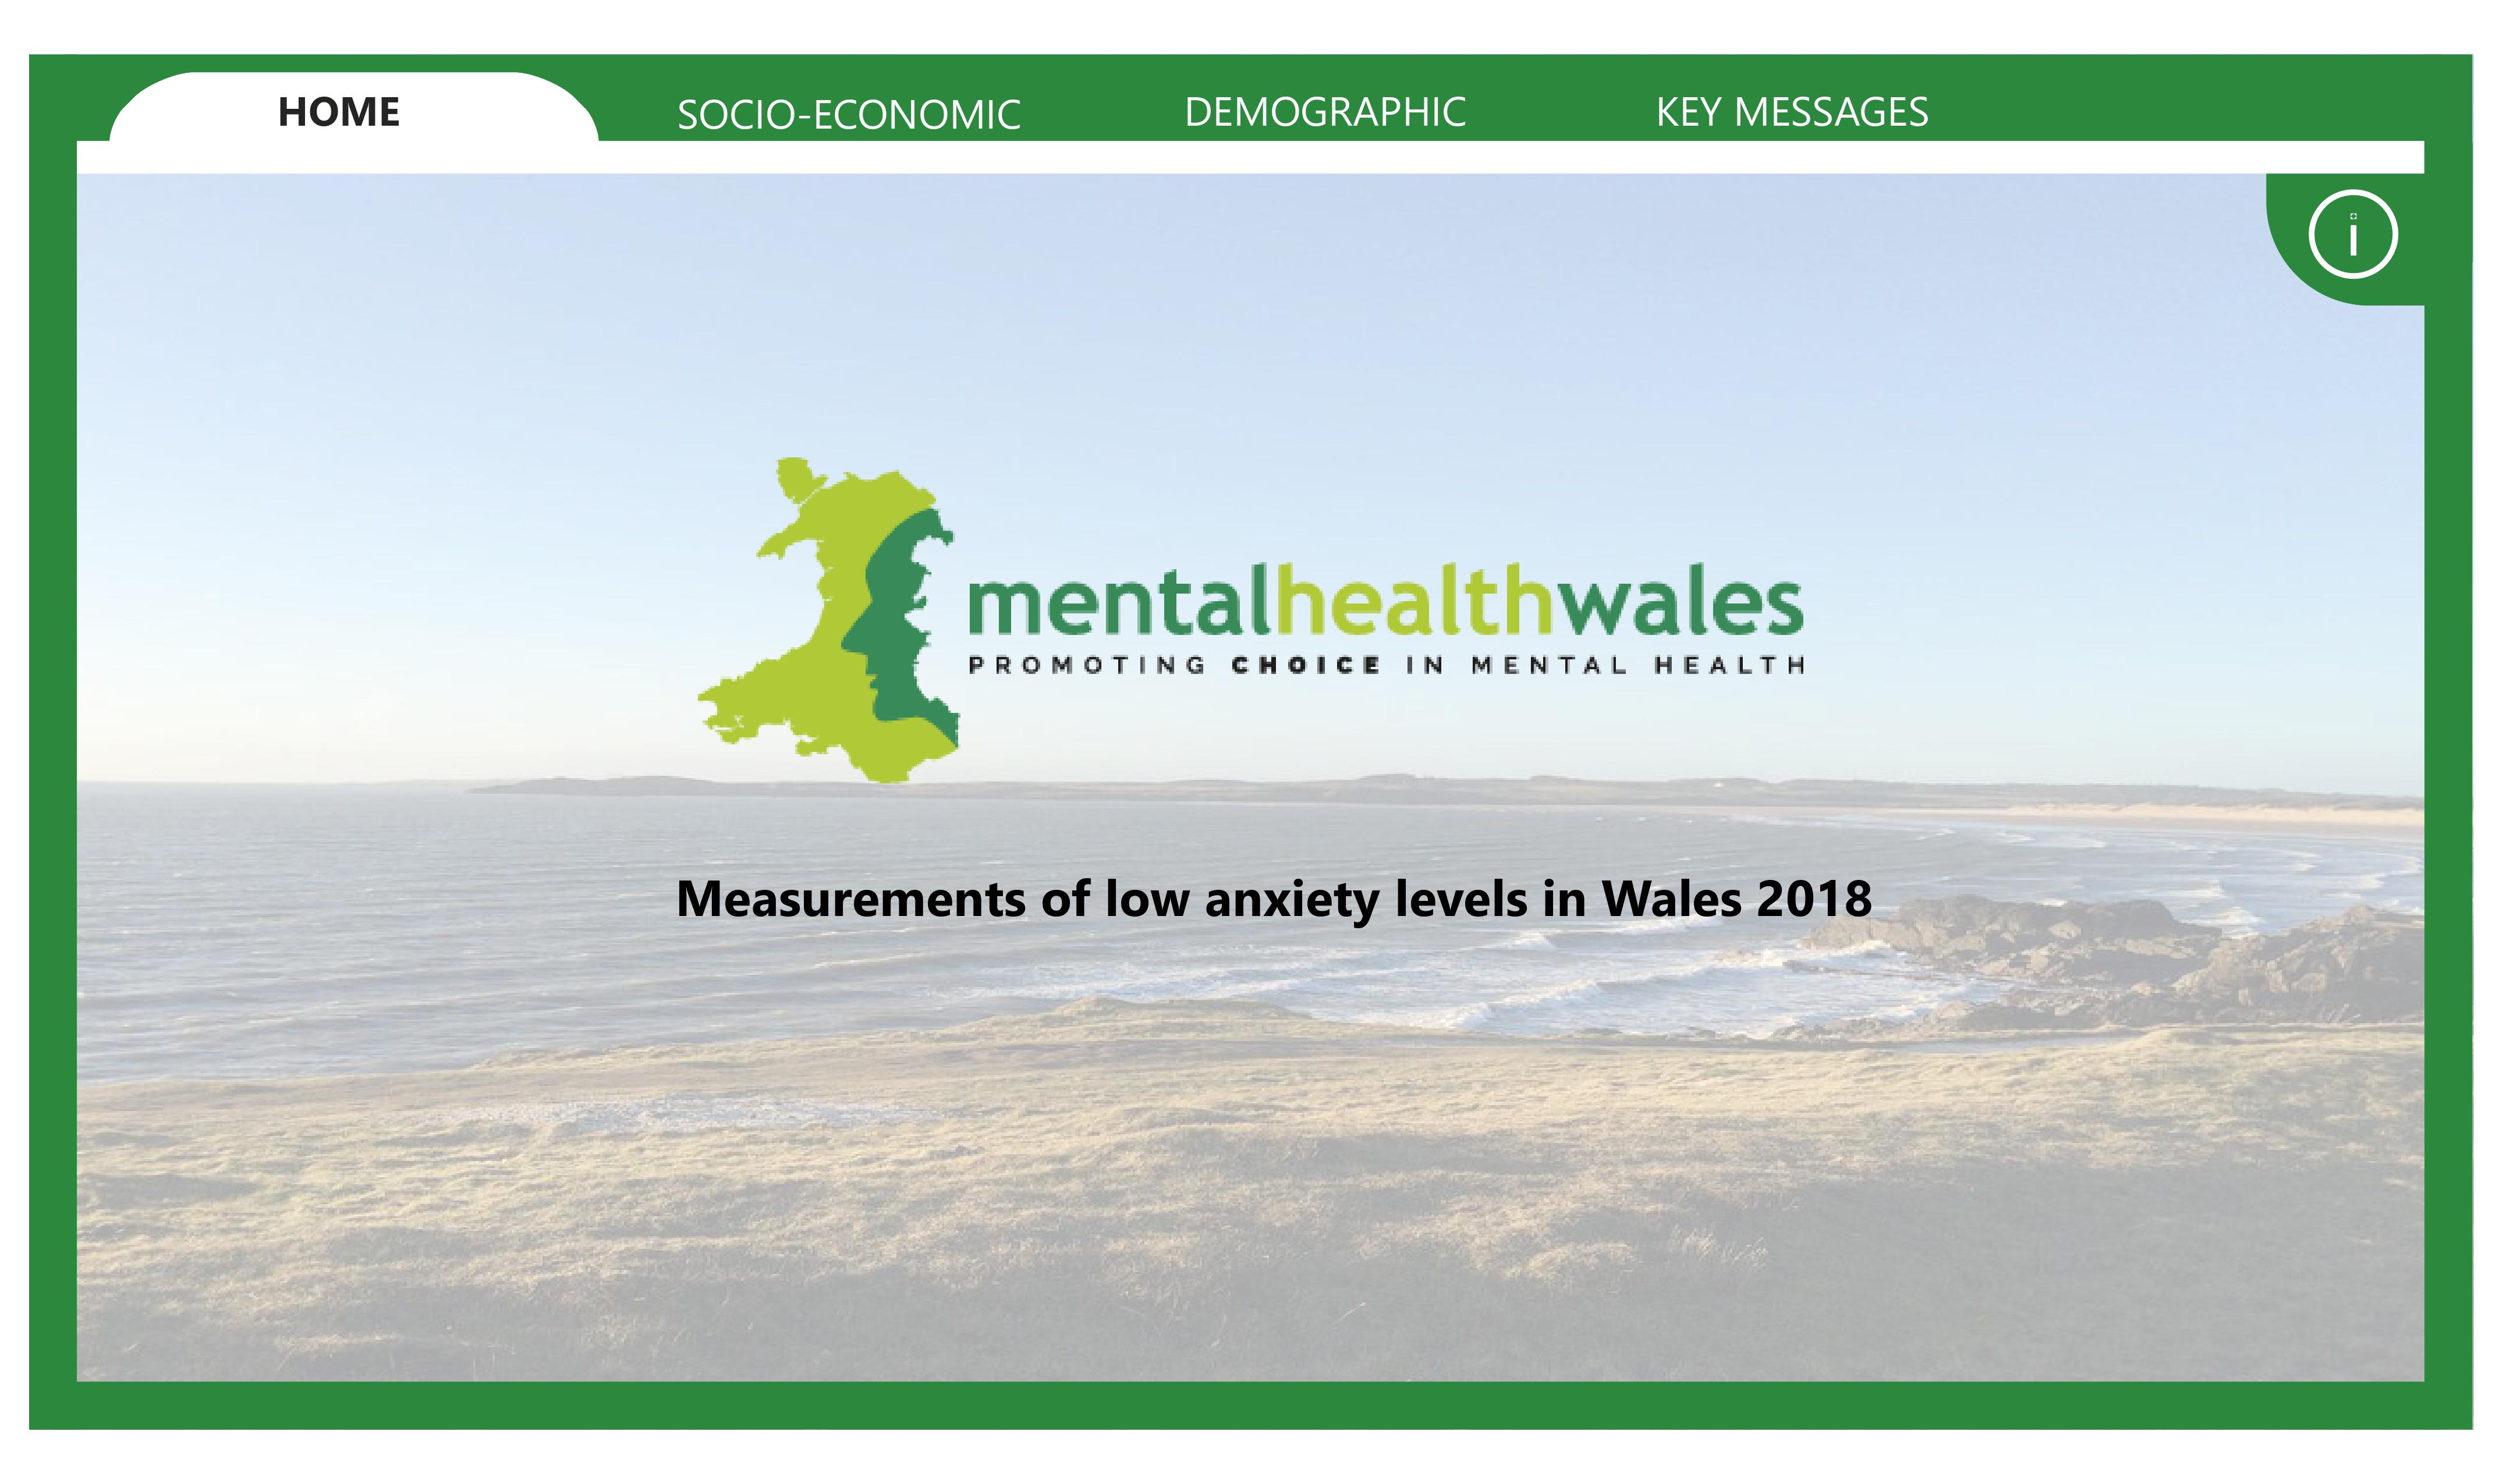 HOME
SOCIO-ECONOMIC
DEMOGRAPHIC
KEY MESSAGES
i
mentalhealthwales
PROMOTING CHOICE IN MENTAL HEALTH
Measurements of low anxiety levels in Wales 2018